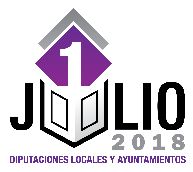 1
JULIO
2018
DIPUTACIONES LOCALES Y AYUNTAMIENTOS